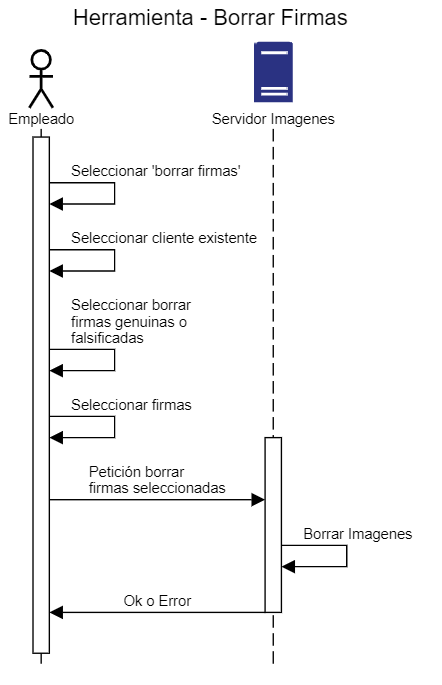 Herramienta - Borrar Firmas
Empleado
Servidor Imagenes
Seleccionar 'borrar firmas'
Seleccionar cliente existente
Seleccionar borrar
firmas genuinas o
falsificadas
Seleccionar firmas
Petición borrar
firmas seleccionadas
Borrar Imagenes
Ok o Error